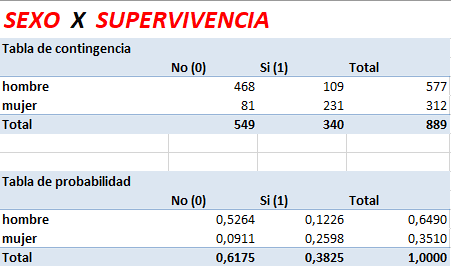 SEXO X SUPERVIVENCIA
Tabla de contingencia
No (0) Si (1) Total
hombre 468 109 577
mujer 81 231 312
Total 549 340 889
Tabla de probabilidad
No (0) Si (1) Total
hombre 0,5264 0,1226 0,6490
mujer 0,0911 0,2598 0,3510
Total 0,6175 0,3825 1,0000